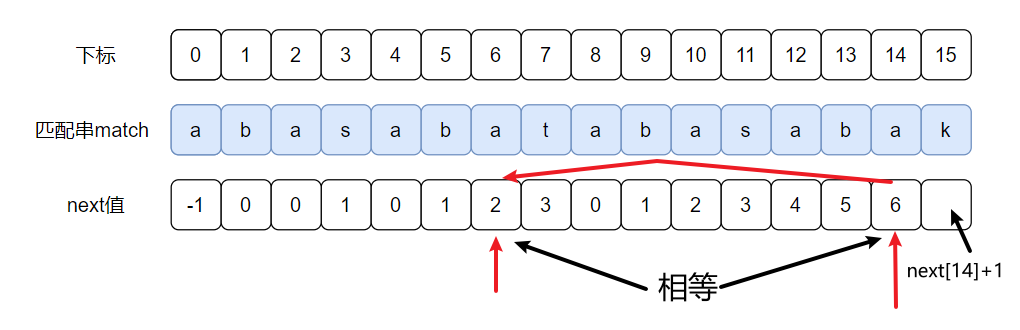 下标 0 1 2 3 4 5 6 7 8 9 10 11 12 13 14 15
匹配串match a b a s a b a t a b a s a b a k
next值 -1 0 0 1 0 1 2 3 0 1 2 3 4 5 6
next[14]+1
相等